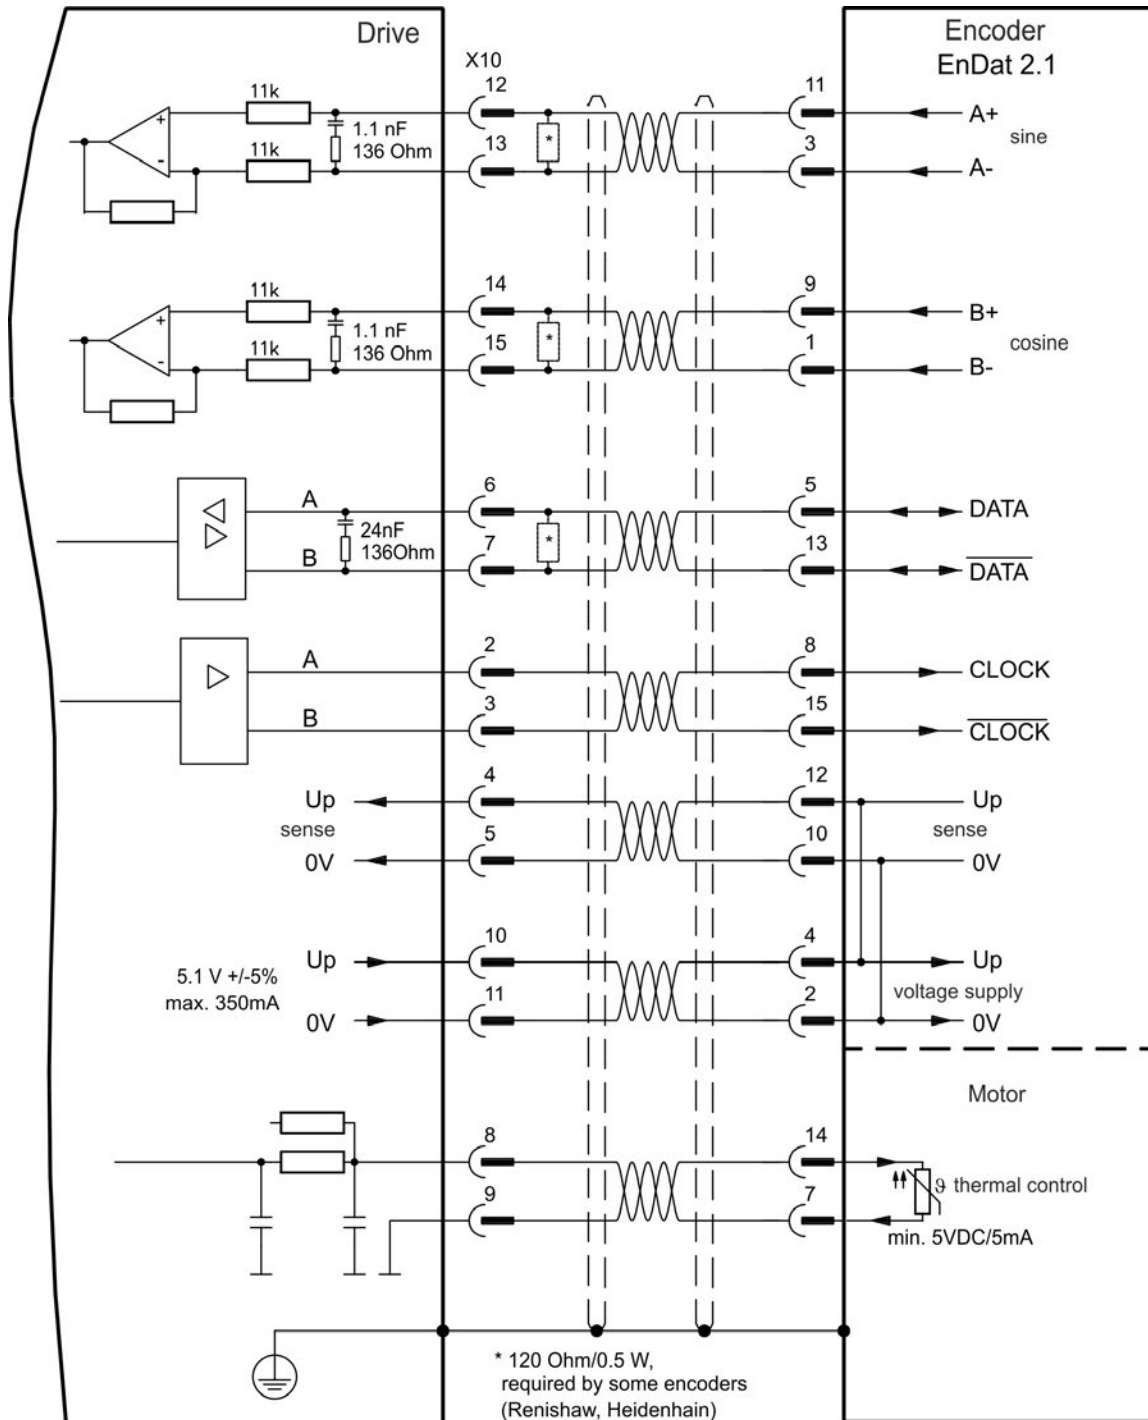 Drive
X10
Encoder
EnDat 2.1
11k
12
11
A+
1.1 nF
136 Ohm
sine
11k
13
3
A-
*
+
-
11k
14
9
B+
1.1 nF
136 Ohm
cosine
11k
15
1
B-
*
+
-
A
6
5
DATA
24nF
136Ohm
*
B
7
13
DATA
A
2
8
CLOCK
B
3
15
CLOCK
Up
4
12
Up
sense
sense
0V
5
10
0V
5.1 V +/-5%
max. 350mA
Up
10
4
Up
voltage supply
0V
11
2
0V
Motor
8
14
ϑ thermal control
9
7
min. 5VDC/5mA
* 120 Ohm/0.5 W,
required by some encoders
(Renishaw, Heidenhain)